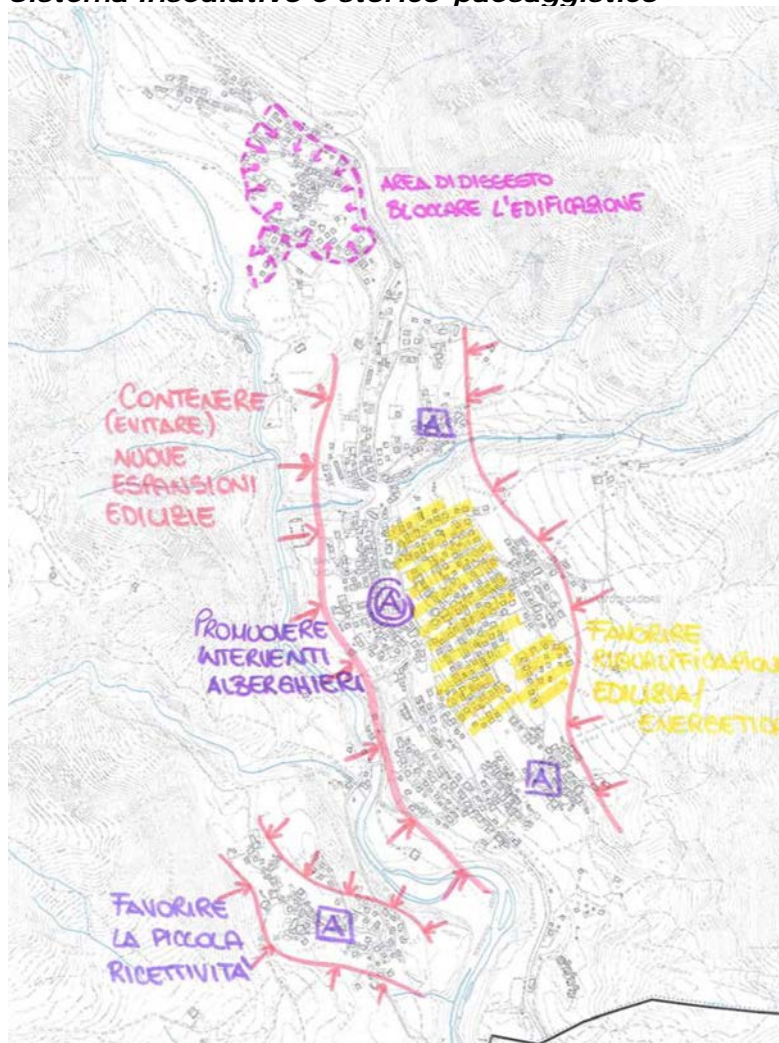 Sistema insediativo e storico-paesaggistico
AREA DI DISSESTO
BLOCCARE L'EDIFICAZIONE
CONTENERE
(EVITARE)
NUOVE
ESPANSIONI
EDILIZIE
A
A
PROMUOVERE
INTERVENTI
ALBERGHIERI
FAVORIRE
RIQUALIFICAZIONE
EDILIZIA/
ENERGETICA
A
FAVORIRE
LA PICCOLA
RICETTIVITA'
A